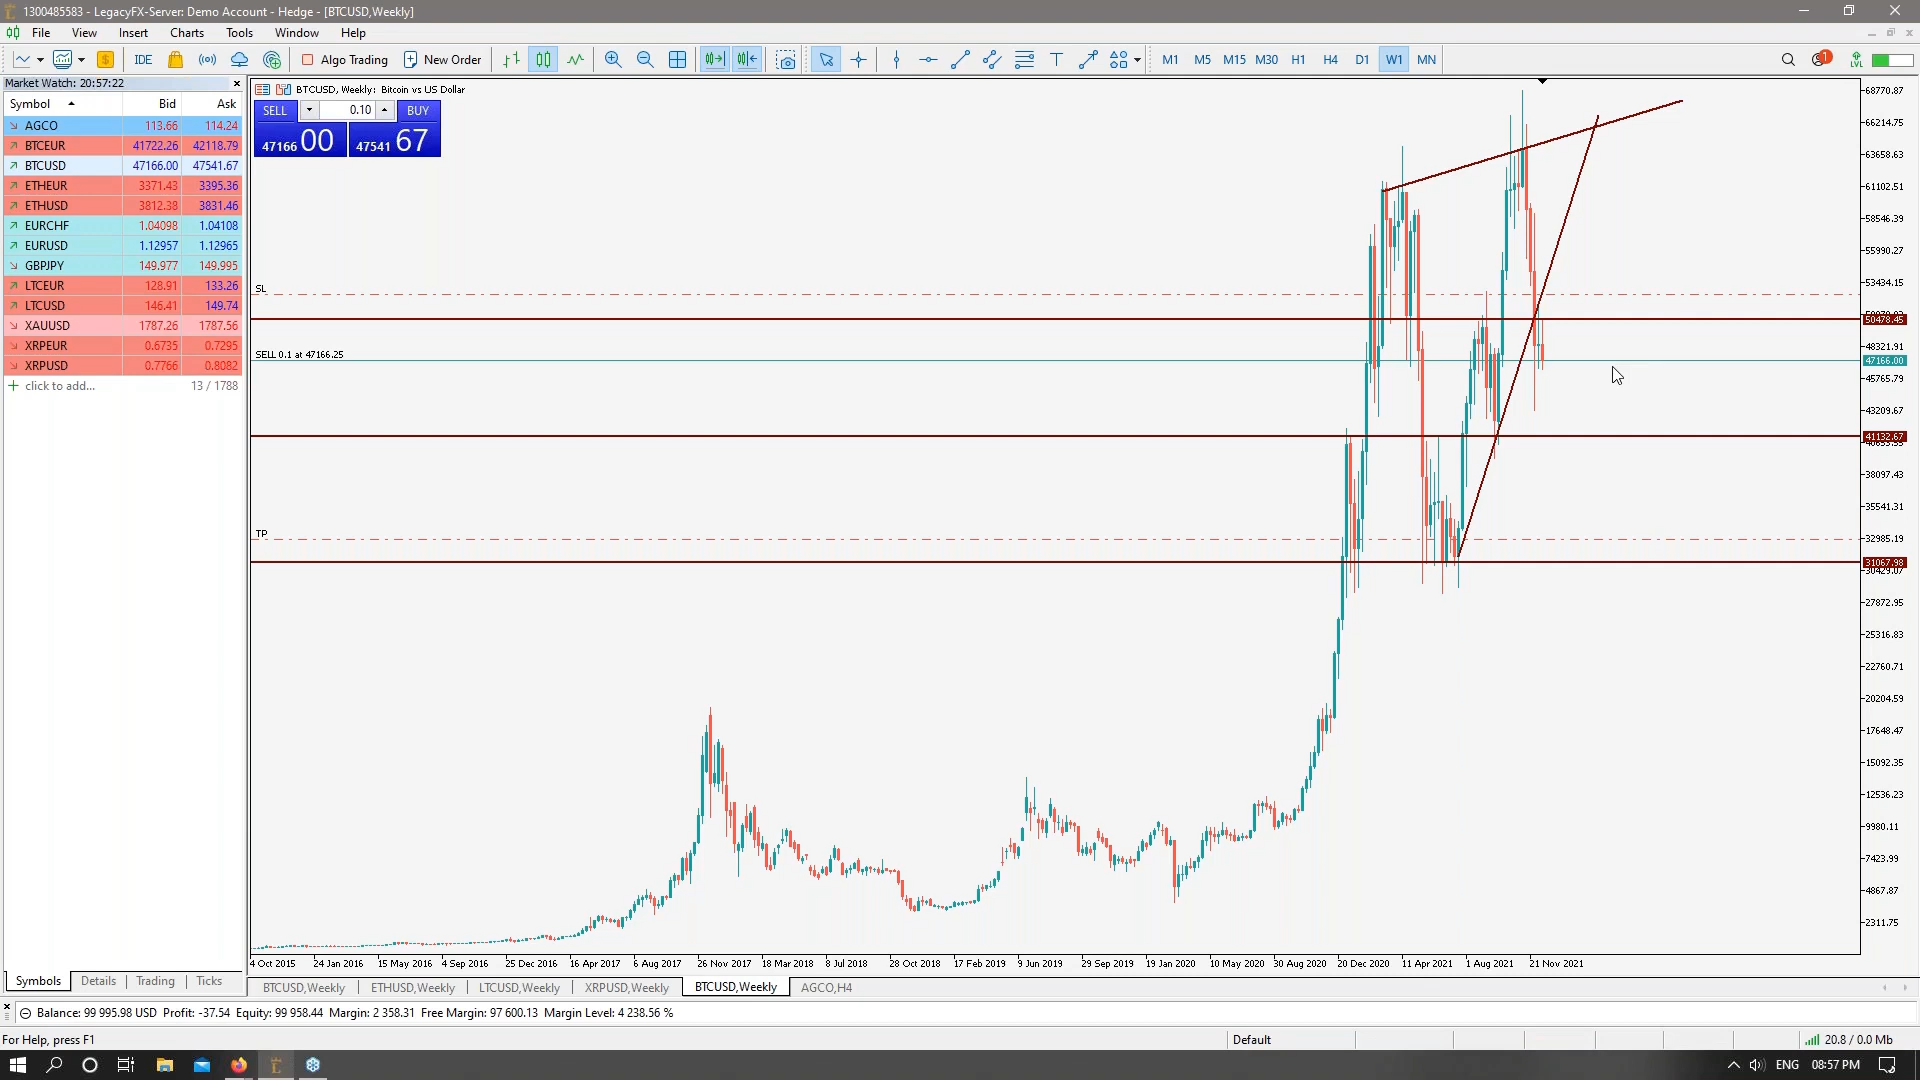 1300485583 - LegacyFX-Server: Demo Account - Hedge - [BTCUSD,Weekly]
File View Insert Charts Tools Window Help
IDE Algo Trading New Order M1 M5 M15 M30 H1 H4 D1 W1 MN 1 LVL
Market Watch: 20:57:22
Symbol Bid Ask
AGCO 113.66 114.24
BTCEUR 41722.26 42118.79
BTCUSD 47166.00 47541.67
ETHEUR 3371.43 3395.36
ETHUSD 3812.38 3831.46
EURCHF 1.04098 1.04108
EURUSD 1.12957 1.12965
GBPJPY 149.977 149.995
LTCEUR 128.91 133.26
LTCUSD 146.41 149.74
XAUUSD 1787.26 1787.56
XRPEUR 0.6735 0.7295
XRPUSD 0.7766 0.8082
click to add... 13 / 1788
Symbols Details Trading Ticks
BTCUSD, Weekly: Bitcoin vs US Dollar
SELL 0.10 BUY
47166 00 47541 67
SL
SELL 0.1 at 47166.25
TP
68770.87
66214.75
63658.63
61102.51
58546.39
55990.27
53434.15
50478.45
48321.91
47166.00
45765.79
43209.67
41132.67
38097.43
35541.31
32985.19
31067.98
30429.07
27872.95
25316.83
22760.71
20204.59
17648.47
15092.35
12536.23
9980.11
7423.99
4867.87
2311.75
4 Oct 2015 24 Jan 2016 15 May 2016 4 Sep 2016 25 Dec 2016 16 Apr 2017 6 Aug 2017 26 Nov 2017 18 Mar 2018 8 Jul 2018 28 Oct 2018 17 Feb 2019 9 Jun 2019 29 Sep 2019 19 Jan 2020 10 May 2020 30 Aug 2020 20 Dec 2020 11 Apr 2021 1 Aug 2021 21 Nov 2021
BTCUSD,Weekly ETHUSD,Weekly LTCUSD,Weekly XRPUSD,Weekly BTCUSD,Weekly AGCO,H4
Balance: 99 995.98 USD Profit: -37.54 Equity: 99 958.44 Margin: 2 358.31 Free Margin: 97 600.13 Margin Level: 4 238.56 %
For Help, press F1 Default 20.8 / 0.0 Mb
ENG 08:57 PM